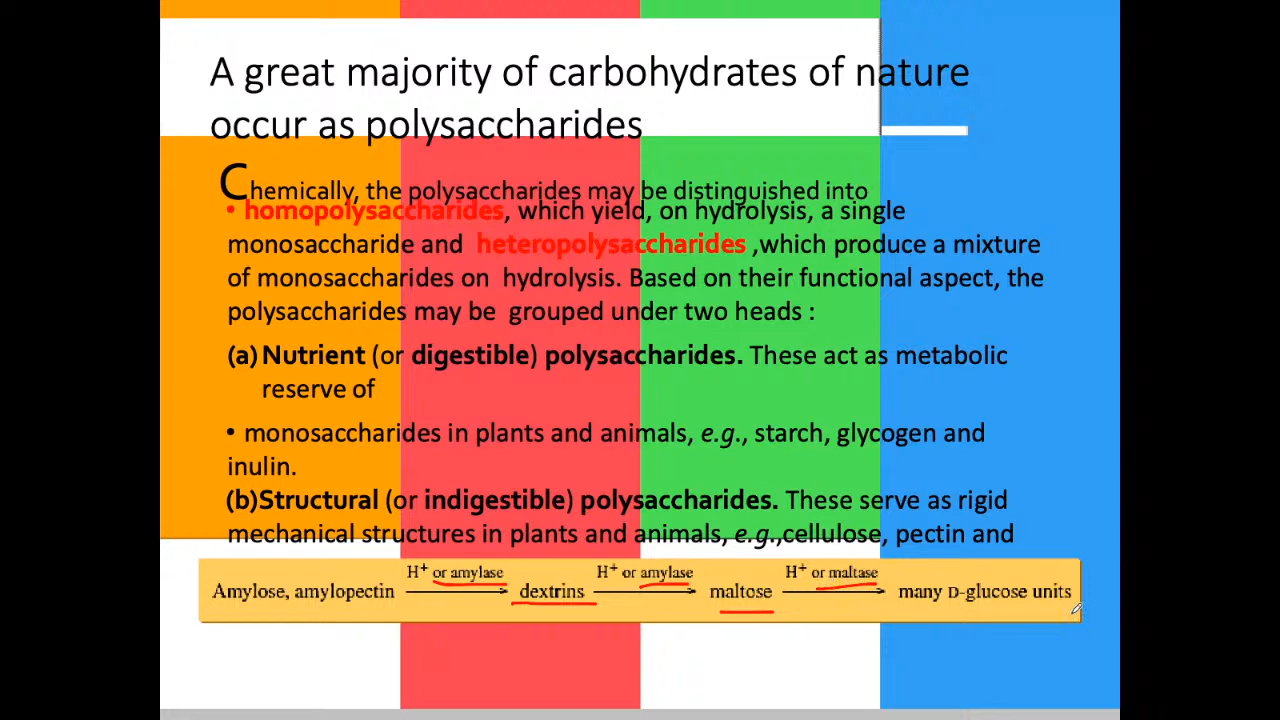 A great majority of carbohydrates of nature
occur as polysaccharides
Chemically, the polysaccharides may be distinguished into
• homopolysaccharides, which yield, on hydrolysis, a single
monosaccharide and heteropolysaccharides ,which produce a mixture
of monosaccharides on hydrolysis. Based on their functional aspect, the
polysaccharides may be grouped under two heads :
(a) Nutrient (or digestible) polysaccharides. These act as metabolic
reserve of
• monosaccharides in plants and animals, e.g., starch, glycogen and
inulin.
(b)Structural (or indigestible) polysaccharides. These serve as rigid
mechanical structures in plants and animals, e.g.,cellulose, pectin and
H+ or amylase H+ or amylase H+ or maltase
Amylose, amylopectin dextrins maltose many D-glucose units